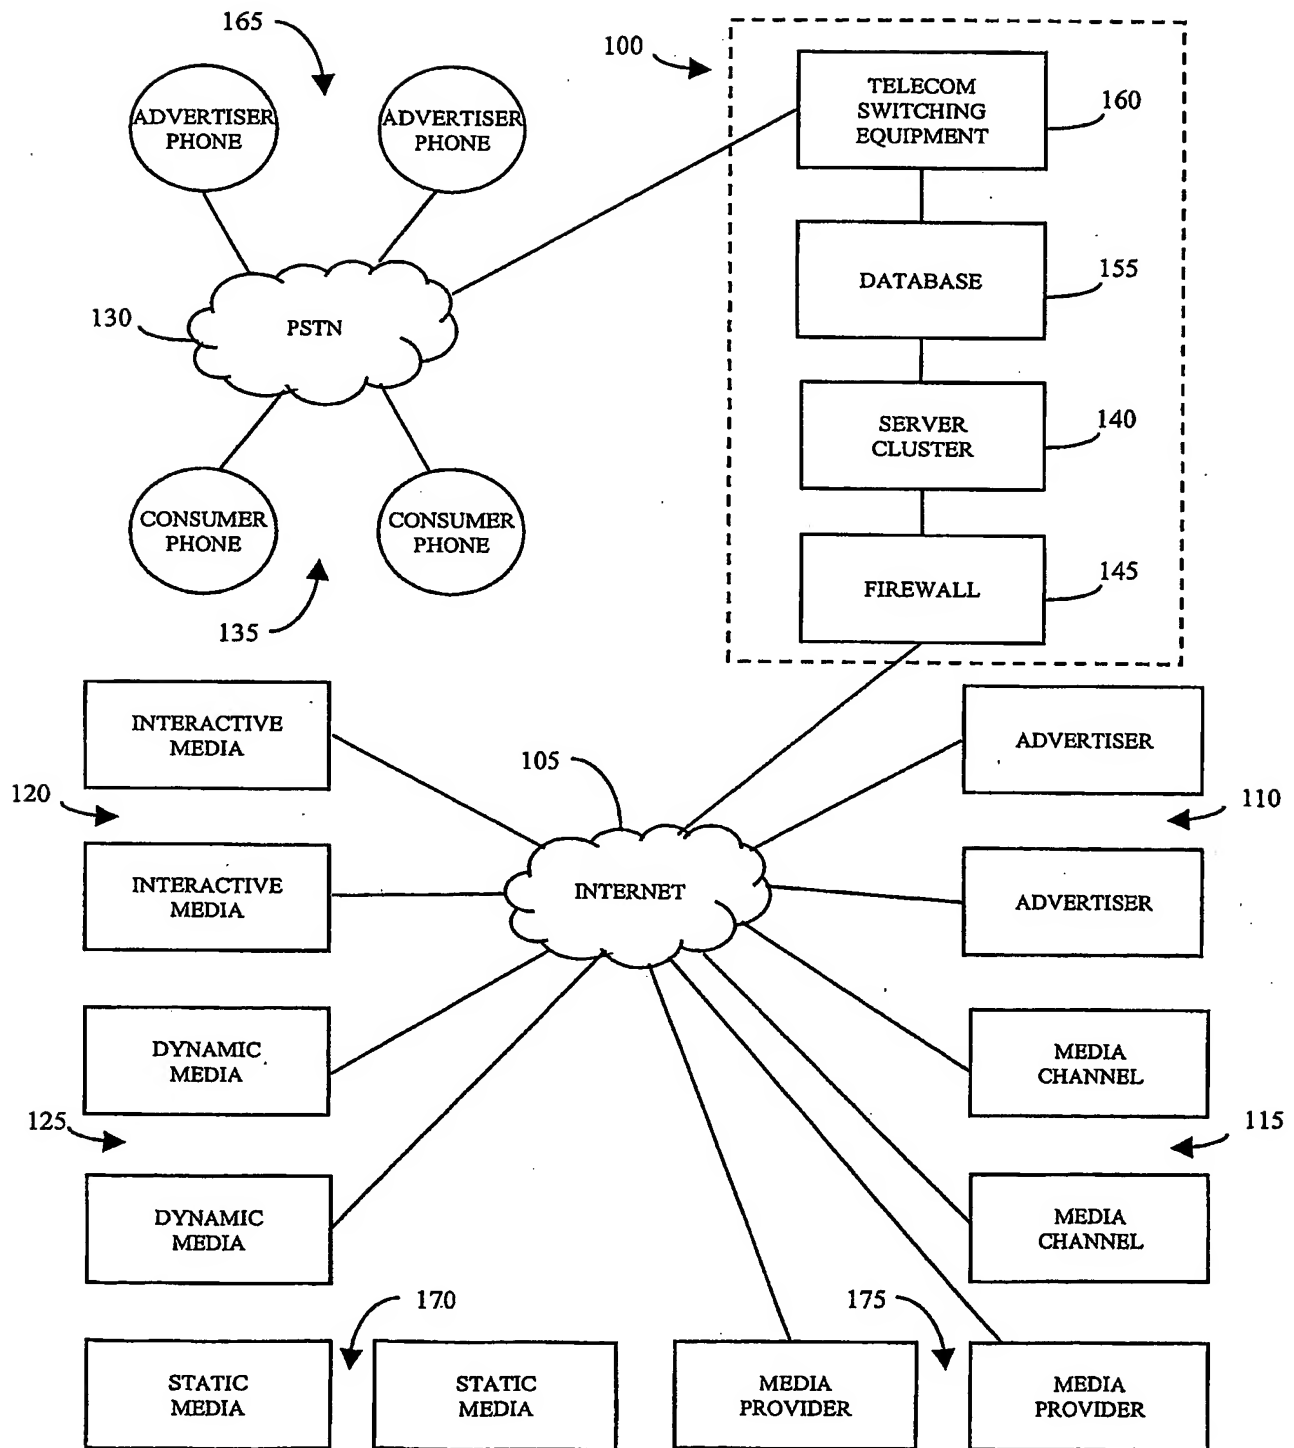 165
100
TELECOM
SWITCHING
EQUIPMENT
160
ADVERTISER
PHONE
ADVERTISER
PHONE
DATABASE
155
130
PSTN
SERVER
CLUSTER
140
CONSUMER
PHONE
CONSUMER
PHONE
FIREWALL
145
135
INTERACTIVE
MEDIA
105
ADVERTISER
120
110
INTERACTIVE
MEDIA
INTERNET
ADVERTISER
DYNAMIC
MEDIA
MEDIA
CHANNEL
125
115
DYNAMIC
MEDIA
MEDIA
CHANNEL
170
175
STATIC
MEDIA
STATIC
MEDIA
MEDIA
PROVIDER
MEDIA
PROVIDER